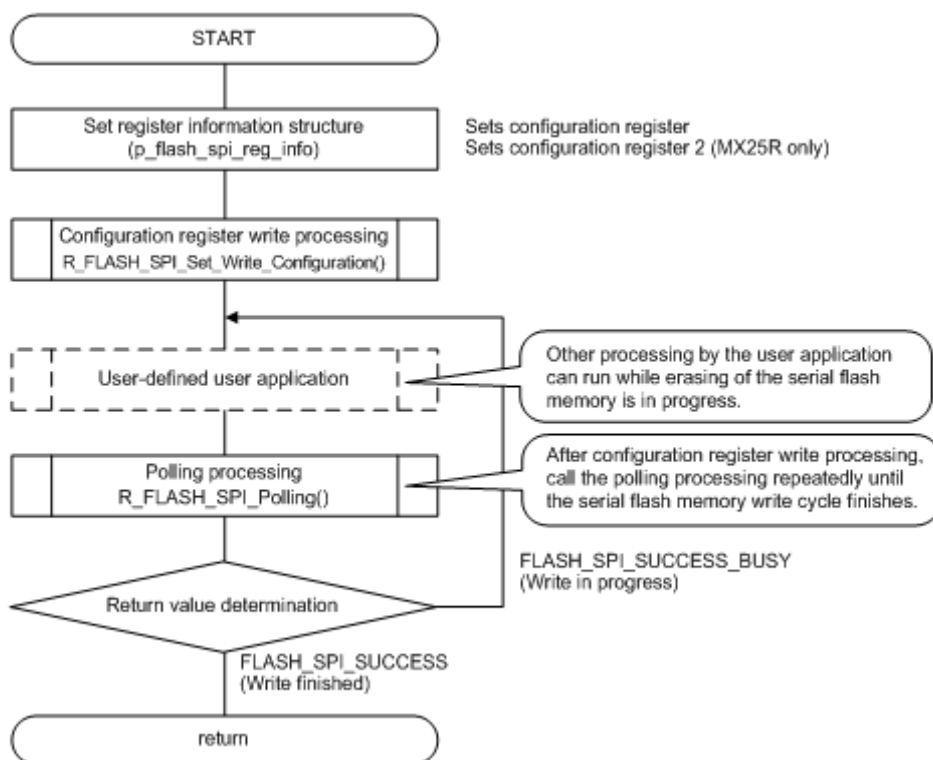 START
Set register information structure
(p_flash_spi_reg_info)
Sets configuration register
Sets configuration register 2 (MX25R only)
Configuration register write processing
R_FLASH_SPI_Set_Write_Configuration()
User-defined user application
Other processing by the user application
can run while erasing of the serial flash
memory is in progress.
Polling processing
R_FLASH_SPI_Polling()
After configuration register write processing,
call the polling processing repeatedly until
the serial flash memory write cycle finishes.
FLASH_SPI_SUCCESS_BUSY
(Write in progress)
Return value determination
FLASH_SPI_SUCCESS
(Write finished)
return